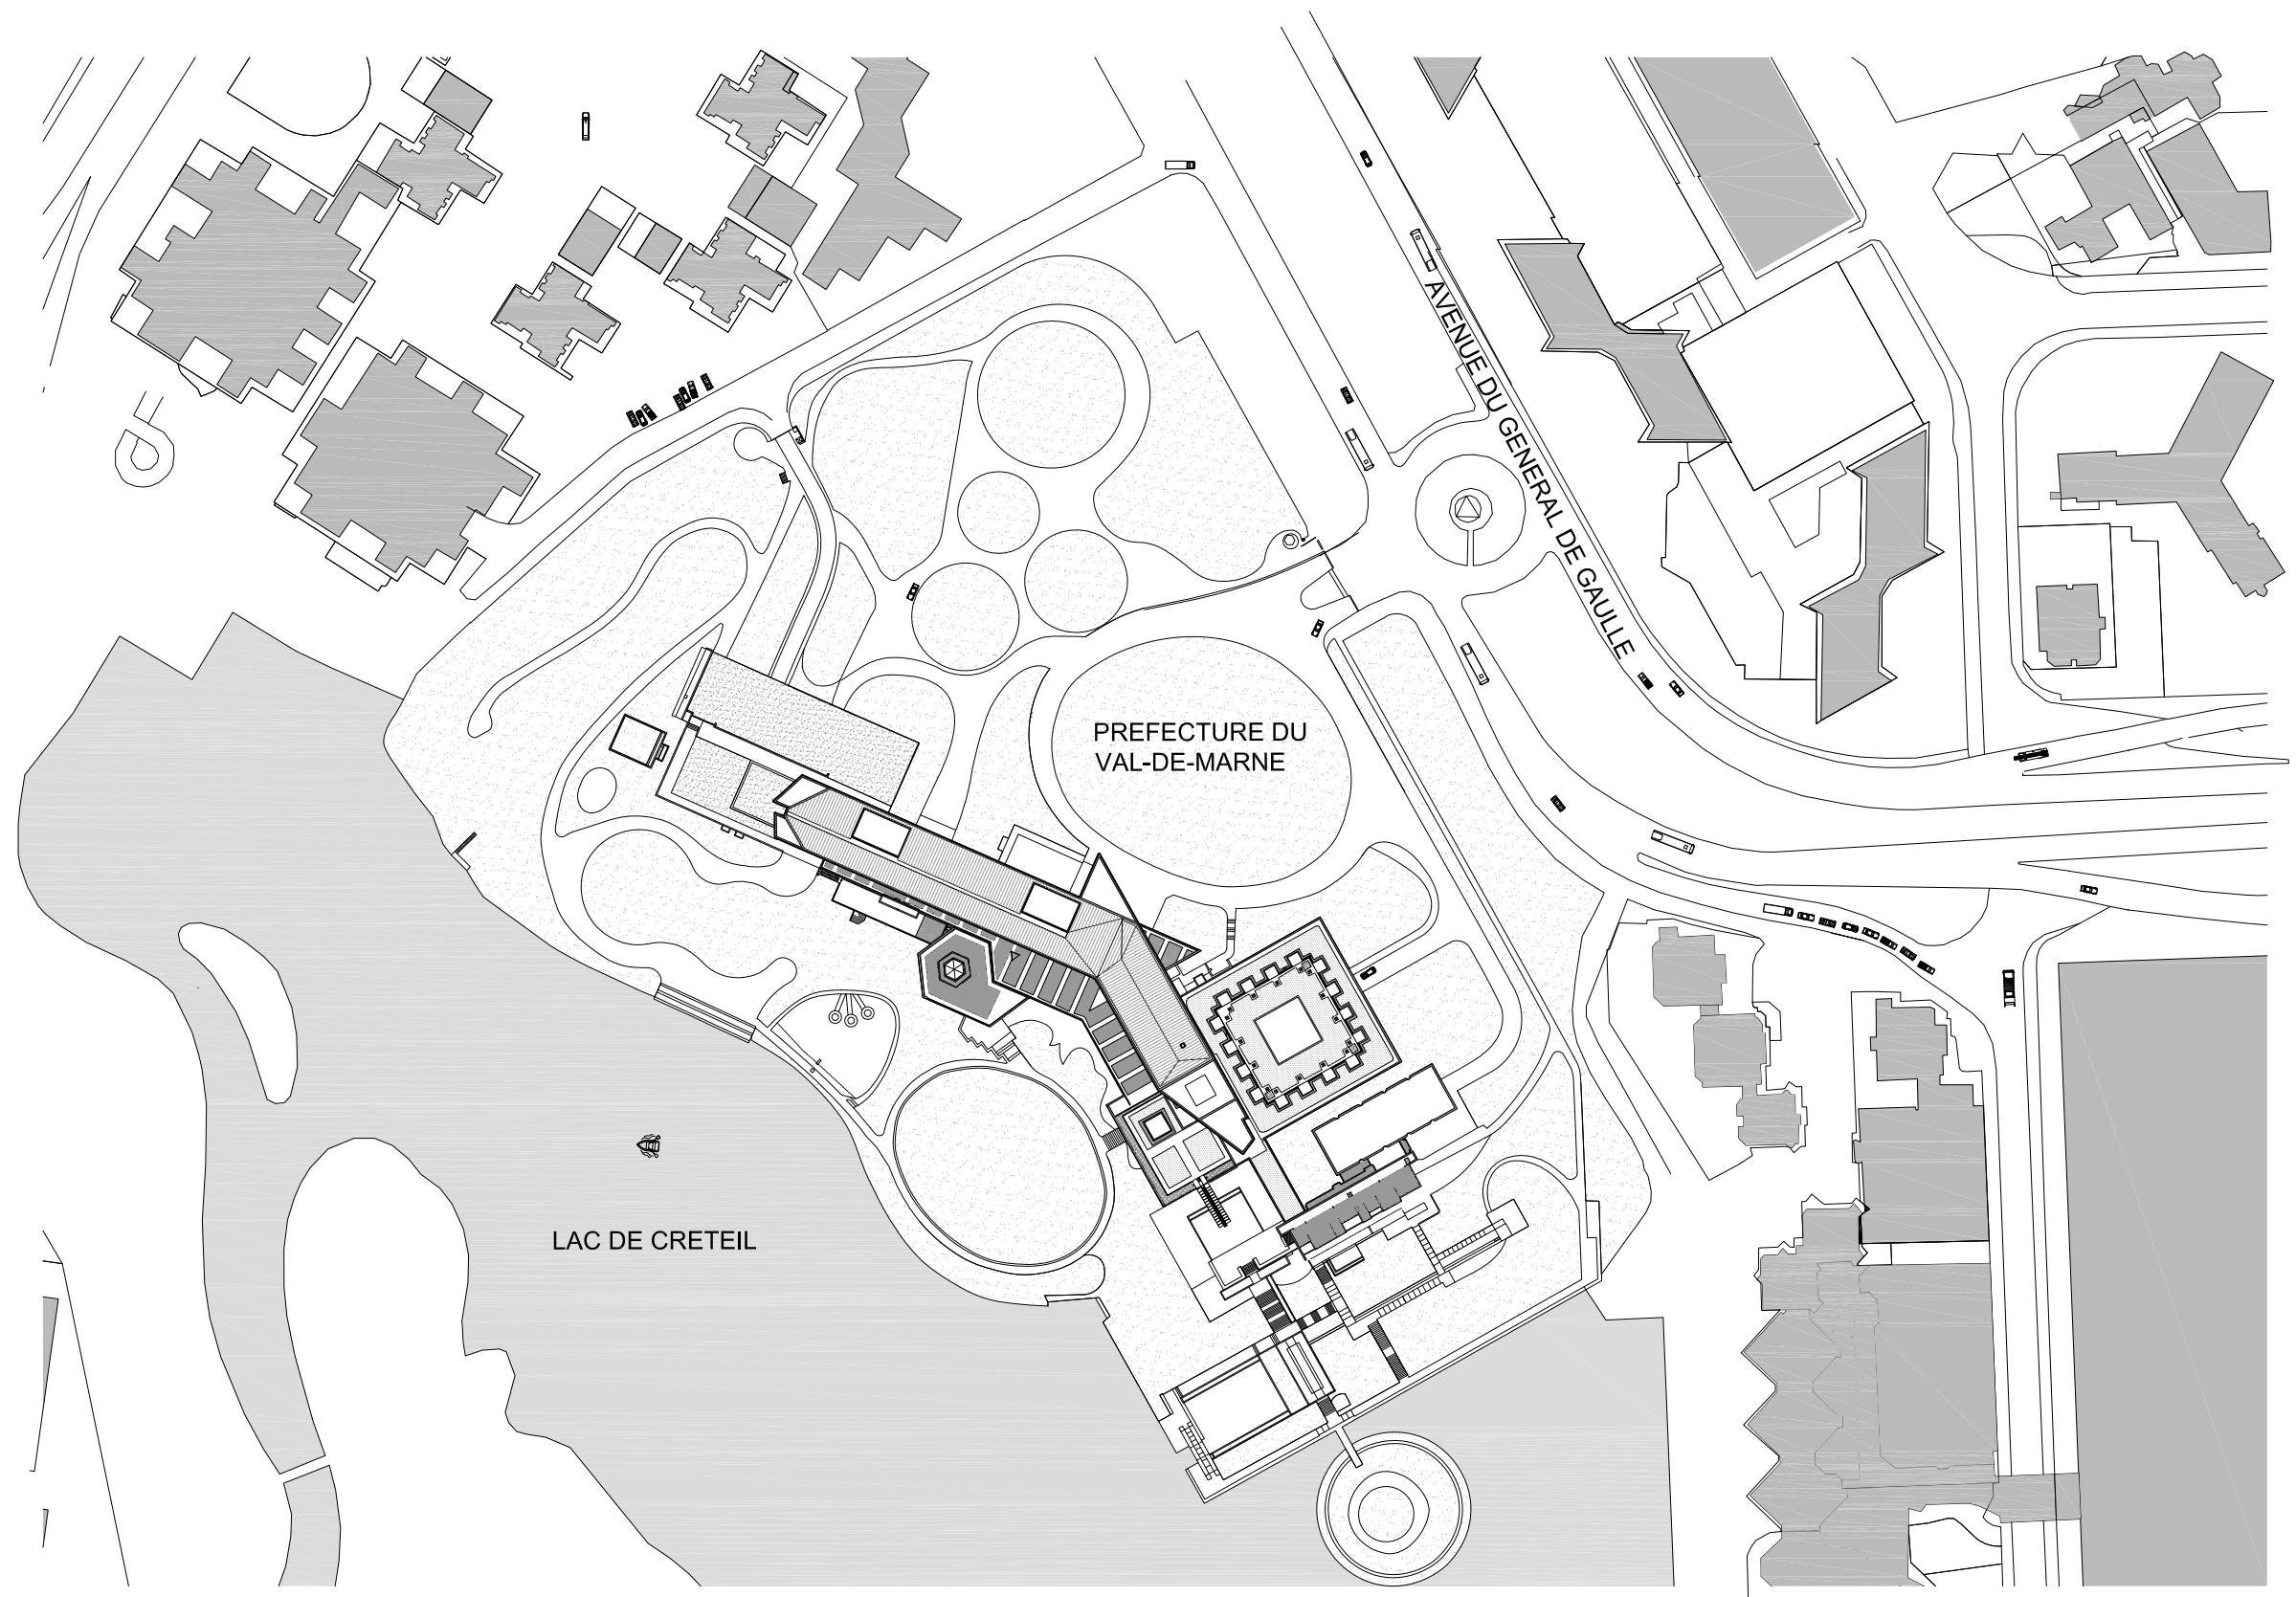 AVENUE DU GENERAL DE GAULLE
PREFECTURE DU
VAL-DE-MARNE
LAC DE CRETEIL